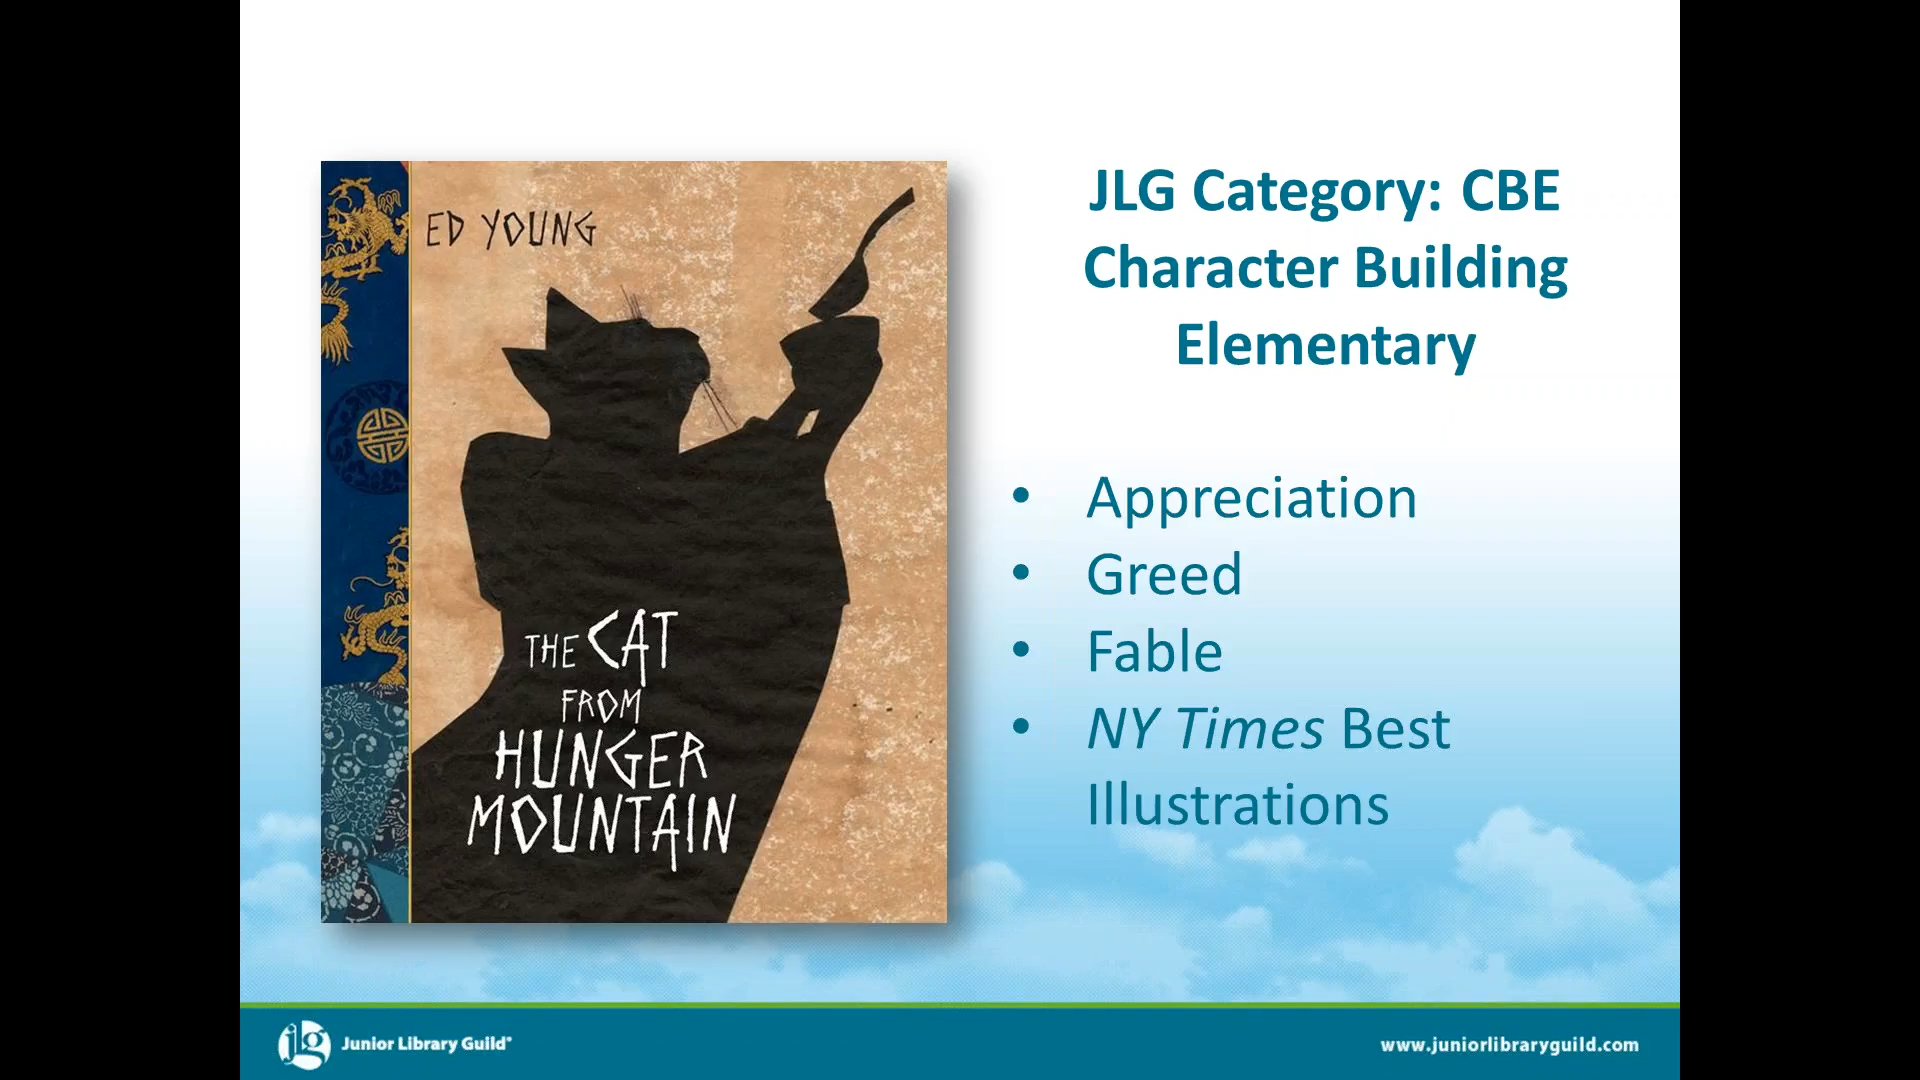 ED YOUNG
THE CAT
FROM
HUNGER
MOUNTAIN
JLG Category: CBE
Character Building
Elementary
• Appreciation
• Greed
• Fable
• NY Times Best
Illustrations
jlg Junior Library Guild®
www.juniorlibraryguild.com